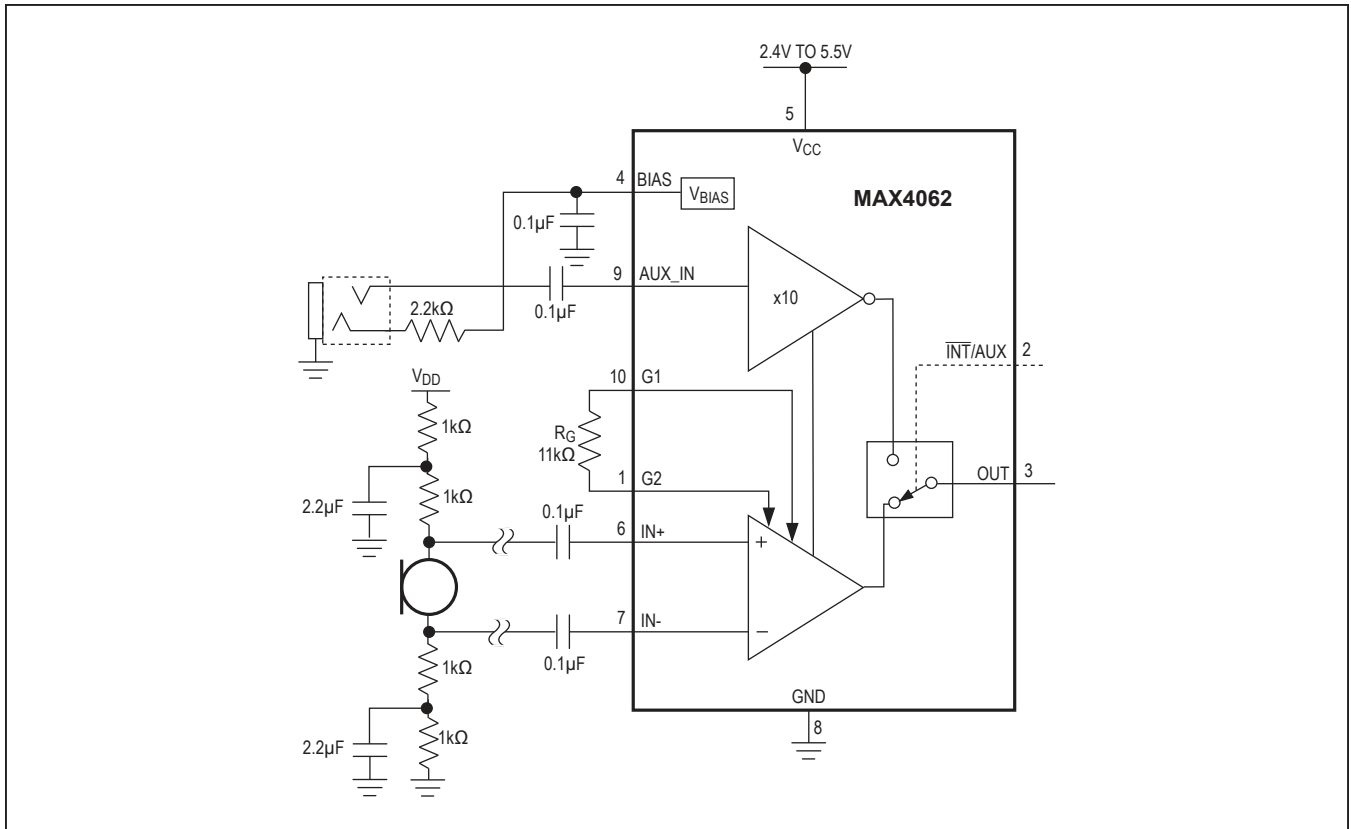 2.4V TO 5.5V
5
VCC
MAX4062
4 BIAS
VBIAS
0.1µF
9 AUX_IN
0.1µF
x10
2.2kΩ
INT/AUX 2
VDD
10 G1
1kΩ
RG
11kΩ
OUT 3
1 G2
1kΩ
2.2µF
0.1µF
6 IN+
+
7 IN-
−
0.1µF
1kΩ
GND
8
2.2µF
1kΩ